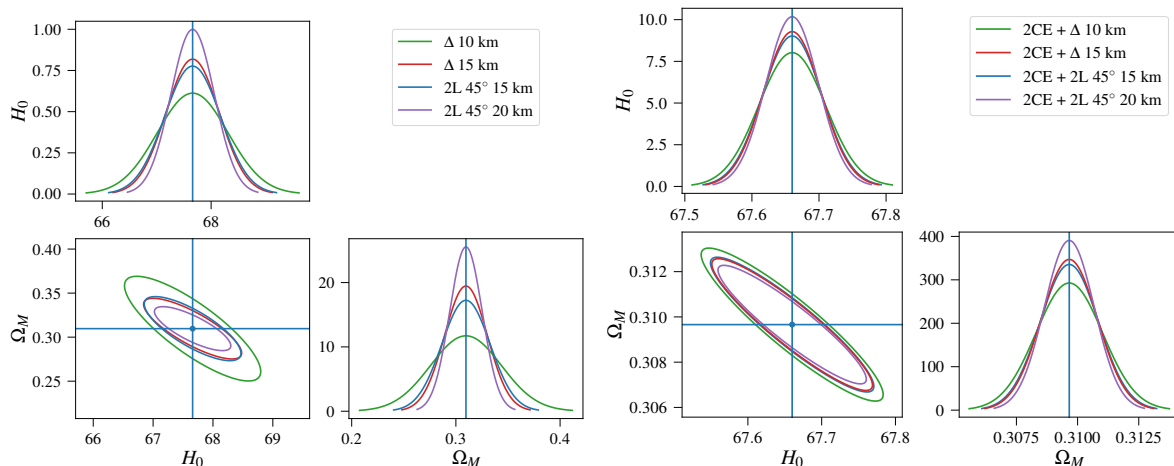 1.00
0.75
0.50
0.25
0.00
H₀
66
68
Δ 10 km
Δ 15 km
2L 45° 15 km
2L 45° 20 km
0.40
0.35
0.30
0.25
Ω_M
66
67
68
69
H₀
20
10
0
0.2
0.3
0.4
Ω_M
10.0
7.5
5.0
2.5
0.0
H₀
67.5
67.6
67.7
67.8
2CE + Δ 10 km
2CE + Δ 15 km
2CE + 2L 45° 15 km
2CE + 2L 45° 20 km
0.312
0.310
0.308
0.306
Ω_M
67.6
67.7
67.8
H₀
400
300
200
100
0
0.3075
0.3100
0.3125
Ω_M